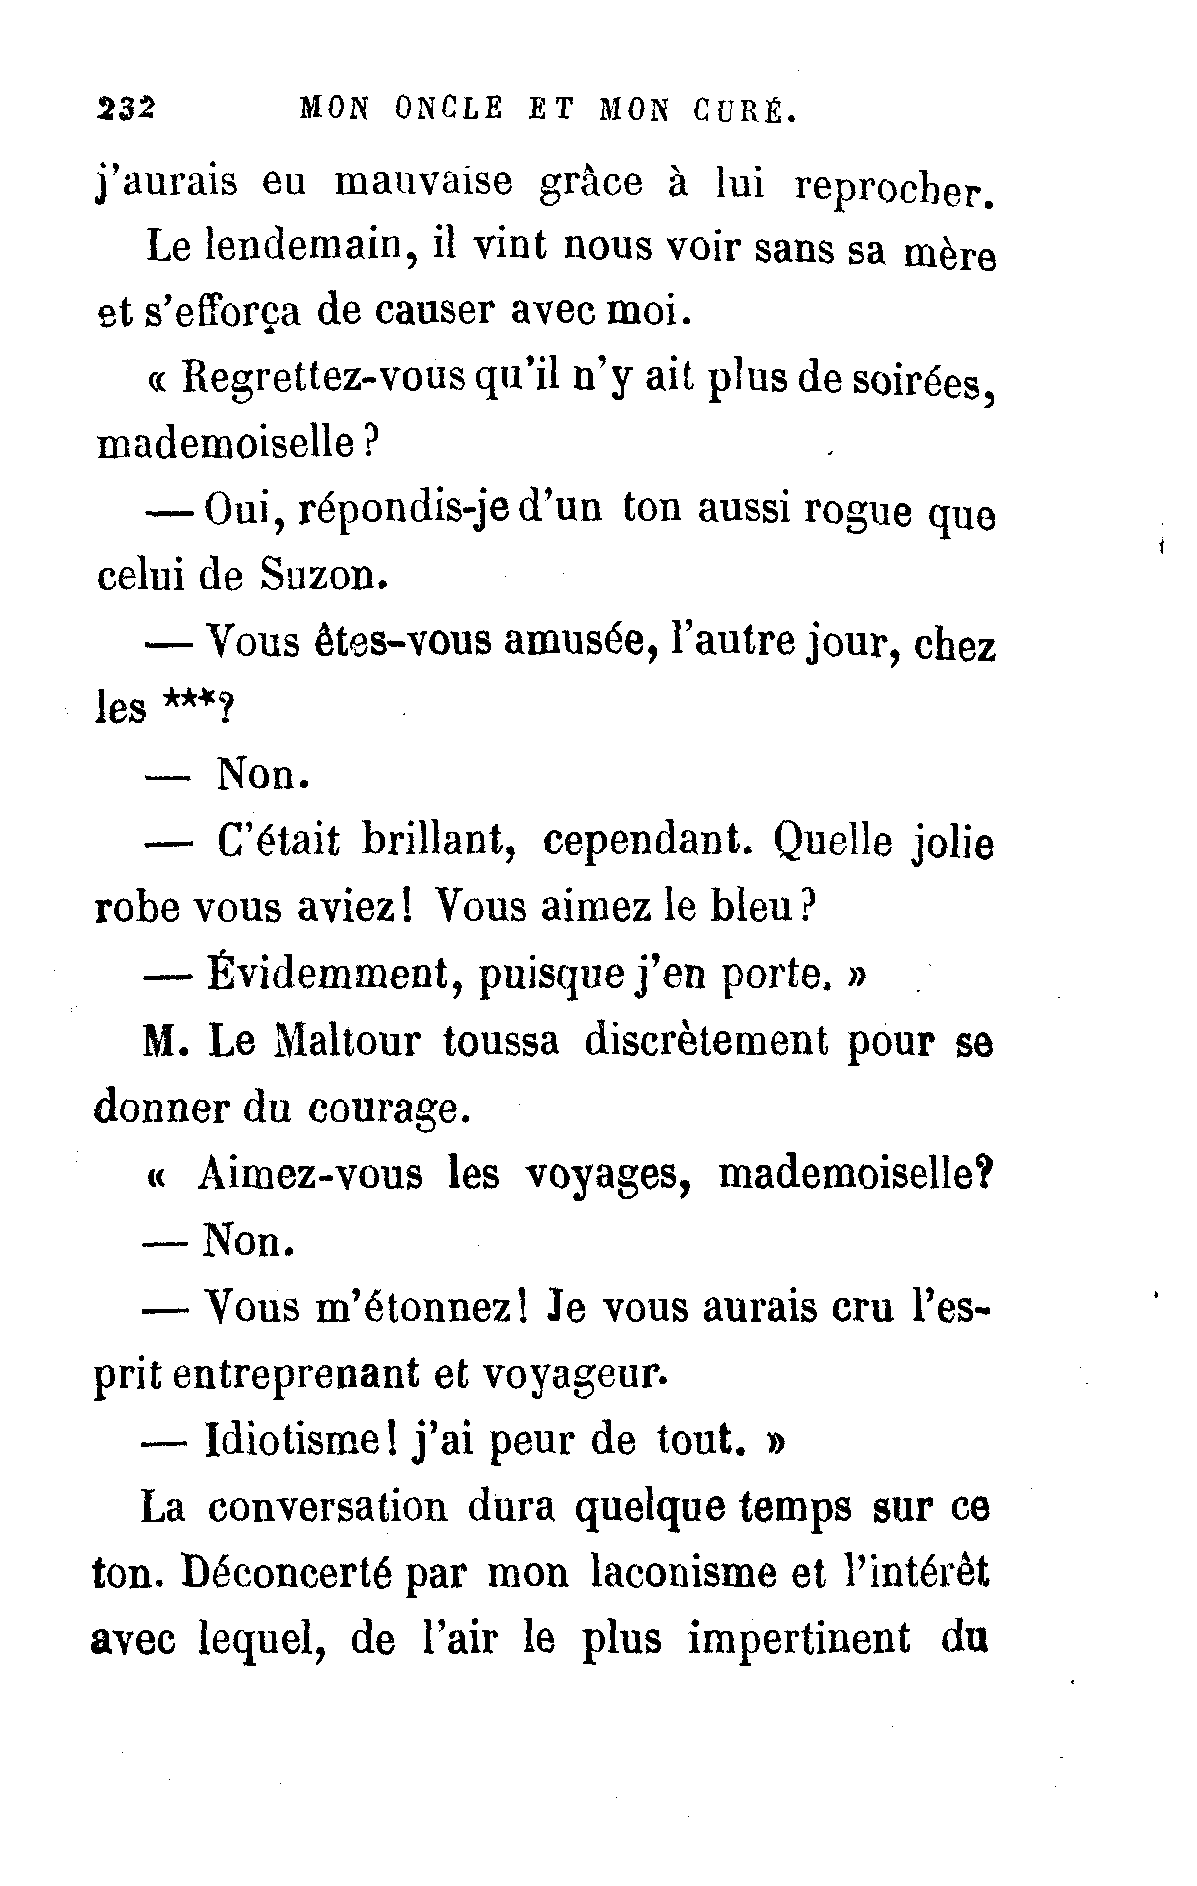 232 MON ONCLE ET MON CURÉ.
j'aurais eu mauvaise grâce à lui reprocher.
Le lendemain, il vint nous voir sans sa mère
et s'efforça de causer avec moi.
« Regrettez-vous qu'il n'y ait plus de soirées,
mademoiselle ?
— Oui, répondis-je d'un ton aussi rogue que
celui de Suzon.
— Vous êtes-vous amusée, l'autre jour, chez
les ***?
— Non.
— C'était brillant, cependant. Quelle jolie
robe vous aviez! Vous aimez le bleu?
— Évidemment, puisque j'en porte. »
M. Le Maltour toussa discrètement pour se
donner du courage.
« Aimez-vous les voyages, mademoiselle?
— Non.
— Vous m'étonnez! Je vous aurais cru l'es-
prit entreprenant et voyageur.
— Idiotisme! j'ai peur de tout. »
La conversation dura quelque temps sur ce
ton. Déconcerté par mon laconisme et l'intérêt
avec lequel, de l'air le plus impertinent du